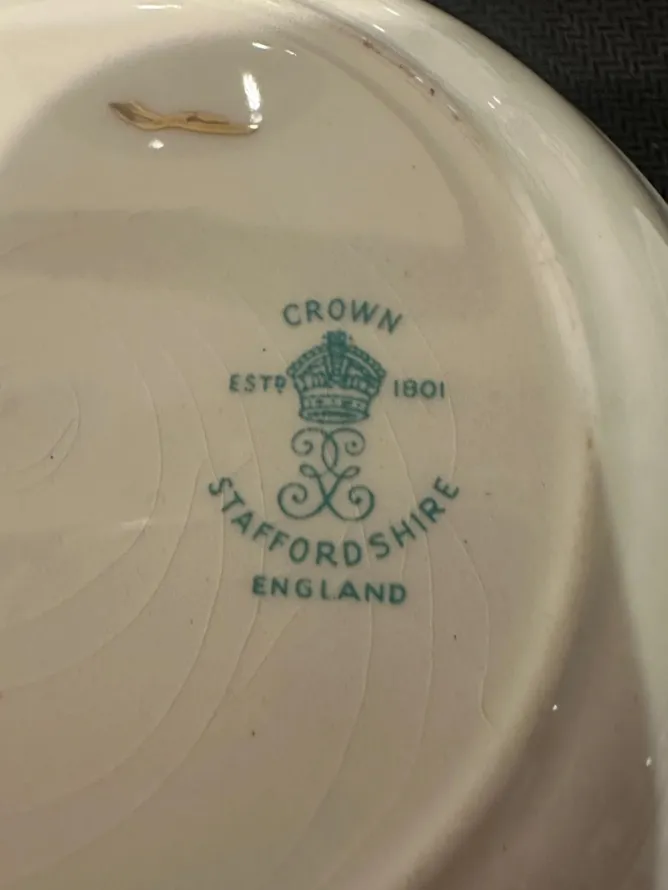 CROWN
ESTD 1801
STAFFORDSHIRE
ENGLAND